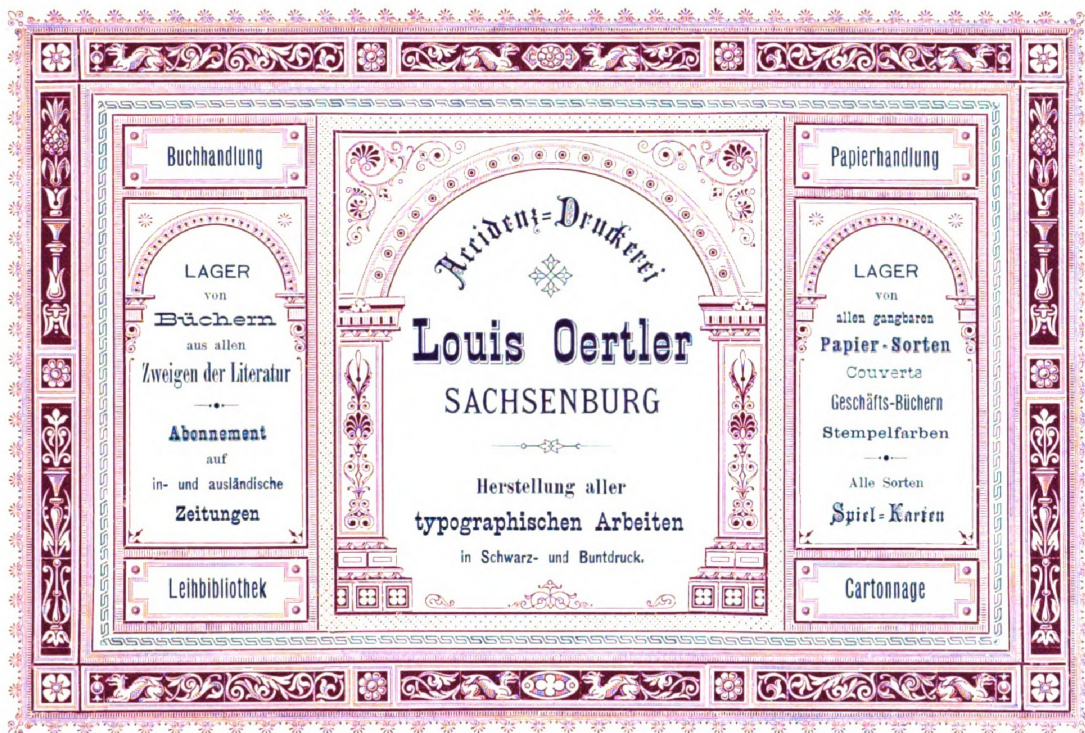 Buchhandlung
LAGER
von
Büchern
aus allen
Zweigen der Literatur
Abonnement
auf
in- und ausländische
Zeitungen
Leihbibliothek
Accidenz=Druckerei
Louis Oertler
SACHSENBURG
Herstellung aller
typographischen Arbeiten
in Schwarz- und Buntdruck.
Papierhandlung
LAGER
von
allen gangbaren
Papier-Sorten
Couverts
Geschäfts-Büchern
Stempelfarben
Alle Sorten
Spiel=Karten
Cartonnage